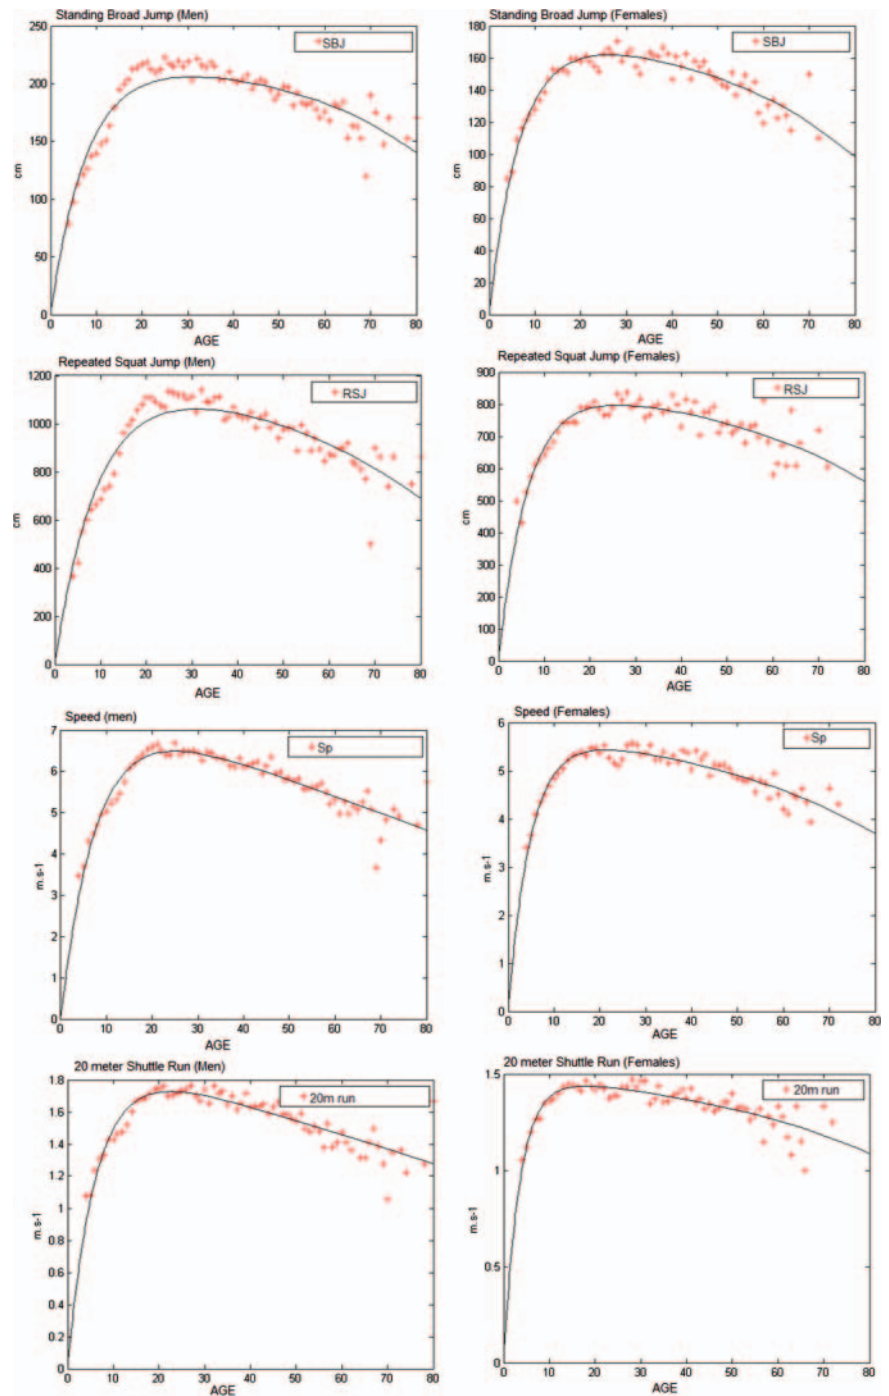 Standing Broad Jump (Men)
250
200
150
100
50
0
cm
SBJ
0 10 20 30 40 50 60 70 80
AGE
Standing Broad Jump (Females)
180
160
140
120
100
80
60
40
20
0
cm
SBJ
0 10 20 30 40 50 60 70 80
AGE
Repeated Squat Jump (Men)
1200
1000
800
600
400
200
0
cm
RSJ
0 10 20 30 40 50 60 70 80
AGE
Repeated Squat Jump (Females)
900
800
700
600
500
400
300
200
100
0
cm
RSJ
0 10 20 30 40 50 60 70 80
AGE
Speed (men)
7
6
5
4
3
2
1
0
m.s-1
Sp
0 10 20 30 40 50 60 70 80
AGE
Speed (Females)
6
5
4
3
2
1
0
m.s-1
Sp
0 10 20 30 40 50 60 70 80
AGE
20 meter Shuttle Run (Men)
1.8
1.6
1.4
1.2
1
0.8
0.6
0.4
0.2
0
m.s-1
20m run
0 10 20 30 40 50 60 70 80
AGE
20 meter Shuttle Run (Females)
1.5
1
0.5
0
m.s-1
20m run
0 10 20 30 40 50 60 70 80
AGE